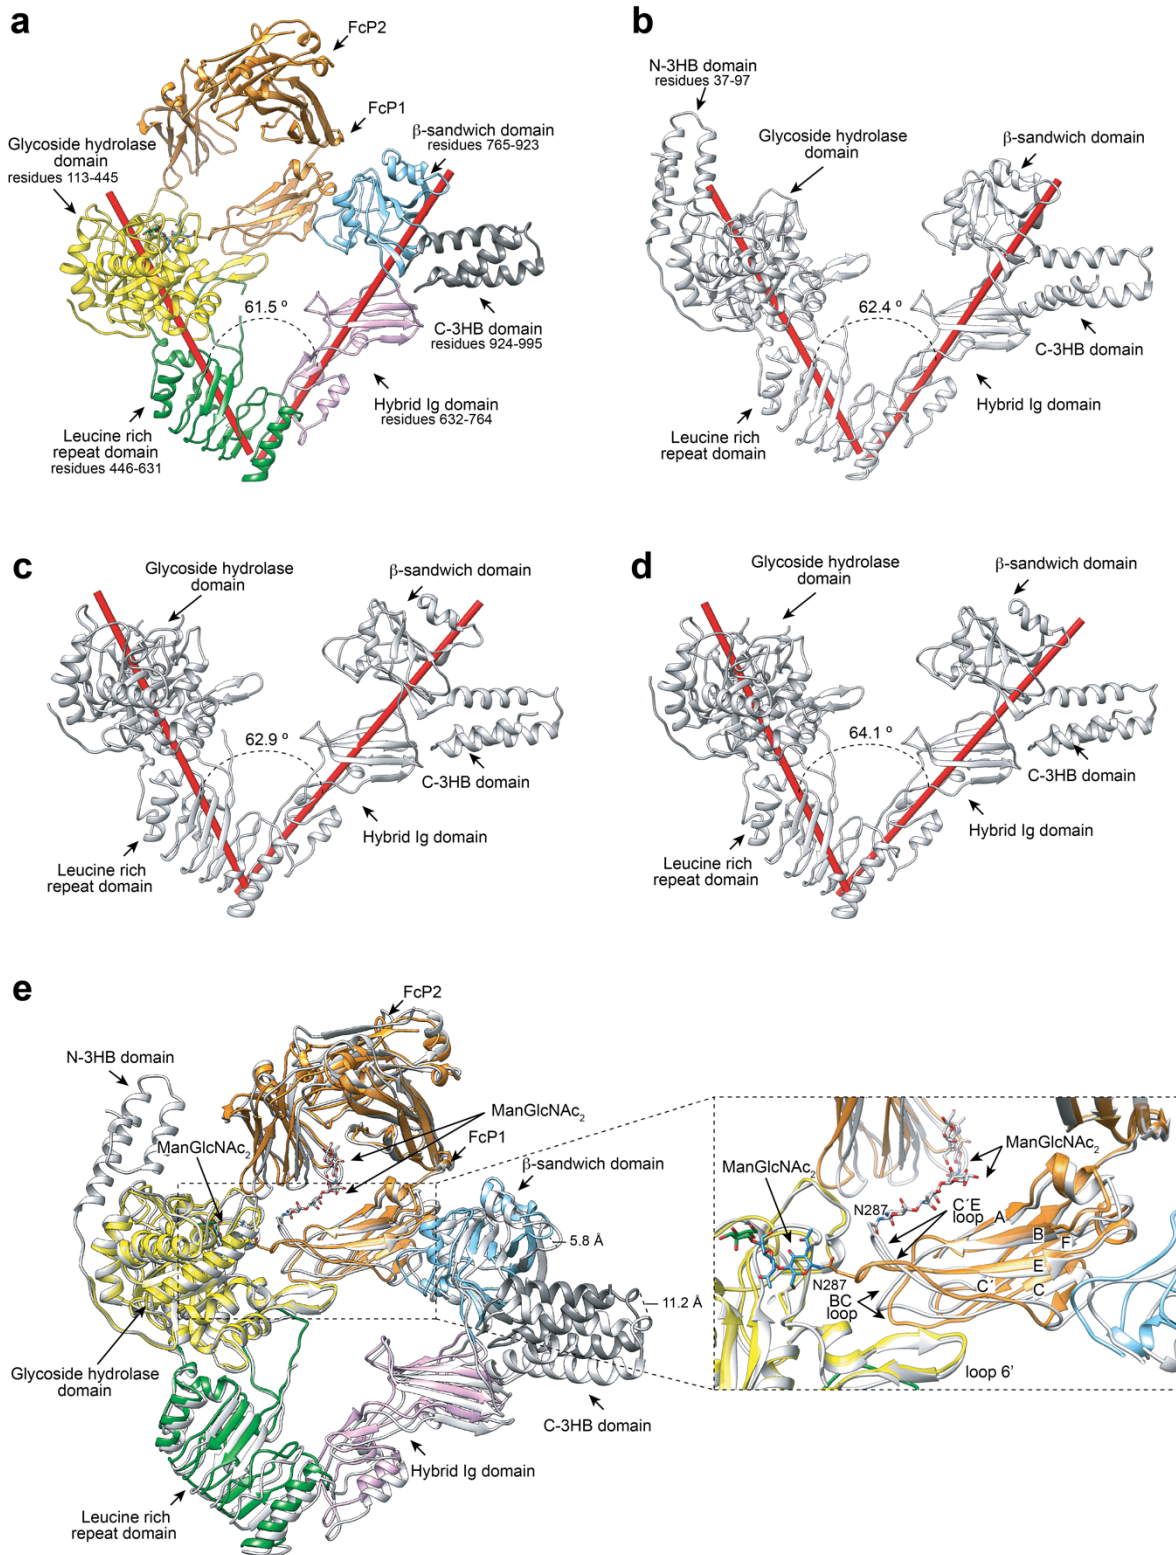 a
FcP2
FcP1
Glycoside hydrolase
domain
residues 113-445
β-sandwich domain
residues 765-923
61.5 º
C-3HB domain
residues 924-995
Hybrid Ig domain
residues 632-764
Leucine rich
repeat domain
residues 446-631
b
N-3HB domain
residues 37-97
Glycoside hydrolase
domain
β-sandwich domain
62.4 º
C-3HB domain
Hybrid Ig domain
Leucine rich
repeat domain
c
Glycoside hydrolase
domain
β-sandwich domain
62.9 º
C-3HB domain
Hybrid Ig domain
Leucine rich
repeat domain
d
Glycoside hydrolase
domain
β-sandwich domain
64.1 º
C-3HB domain
Hybrid Ig domain
Leucine rich
repeat domain
e
FcP2
N-3HB domain
ManGlcNAc2
ManGlcNAc2
FcP1
β-sandwich domain
5.8 Å
11.2 Å
Glycoside hydrolase
domain
C-3HB domain
Hybrid Ig domain
Leucine rich
repeat domain
ManGlcNAc2
ManGlcNAc2
N287
C´E
loop
A
B
F
E
C´
C
N287
BC
loop
loop 6'